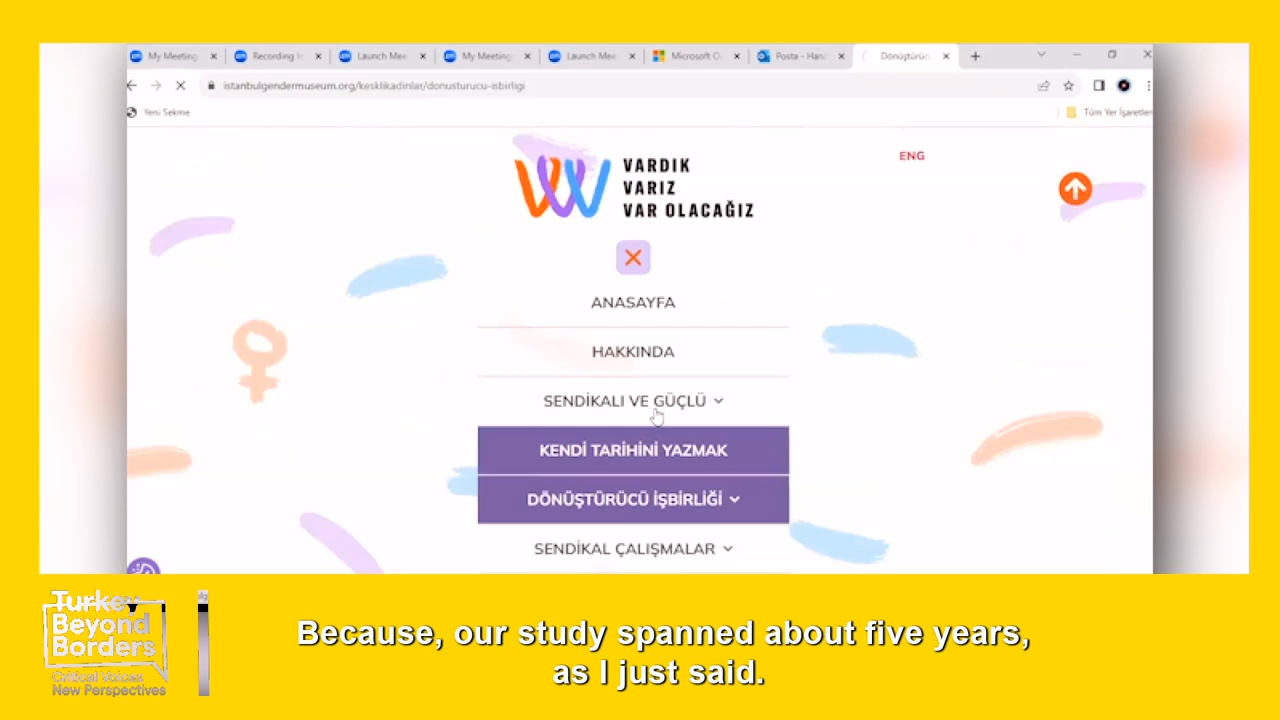 My Meeting
Recording
Launch Mee
My Meeting
Launch Mee
Microsoft O
Posta - Han
Dönüştürüc
istanbulgendermuseum.org/kesklikadinlar/donusturucu-isbirligi
Yeni Sekme
Tüm Yer İşaretler
VARDIK
VARIZ
VAR OLACAĞIZ
ENG
ANASAYFA
HAKKINDA
SENDİKALI VE GÜÇLÜ
KENDİ TARİHİNİ YAZMAK
DÖNÜŞTÜRÜCÜ İŞBİRLİĞİ
SENDİKAL ÇALIŞMALAR
Turkey
Beyond
Borders
Critical Voices
New Perspectives
Because, our study spanned about five years,
as I just said.